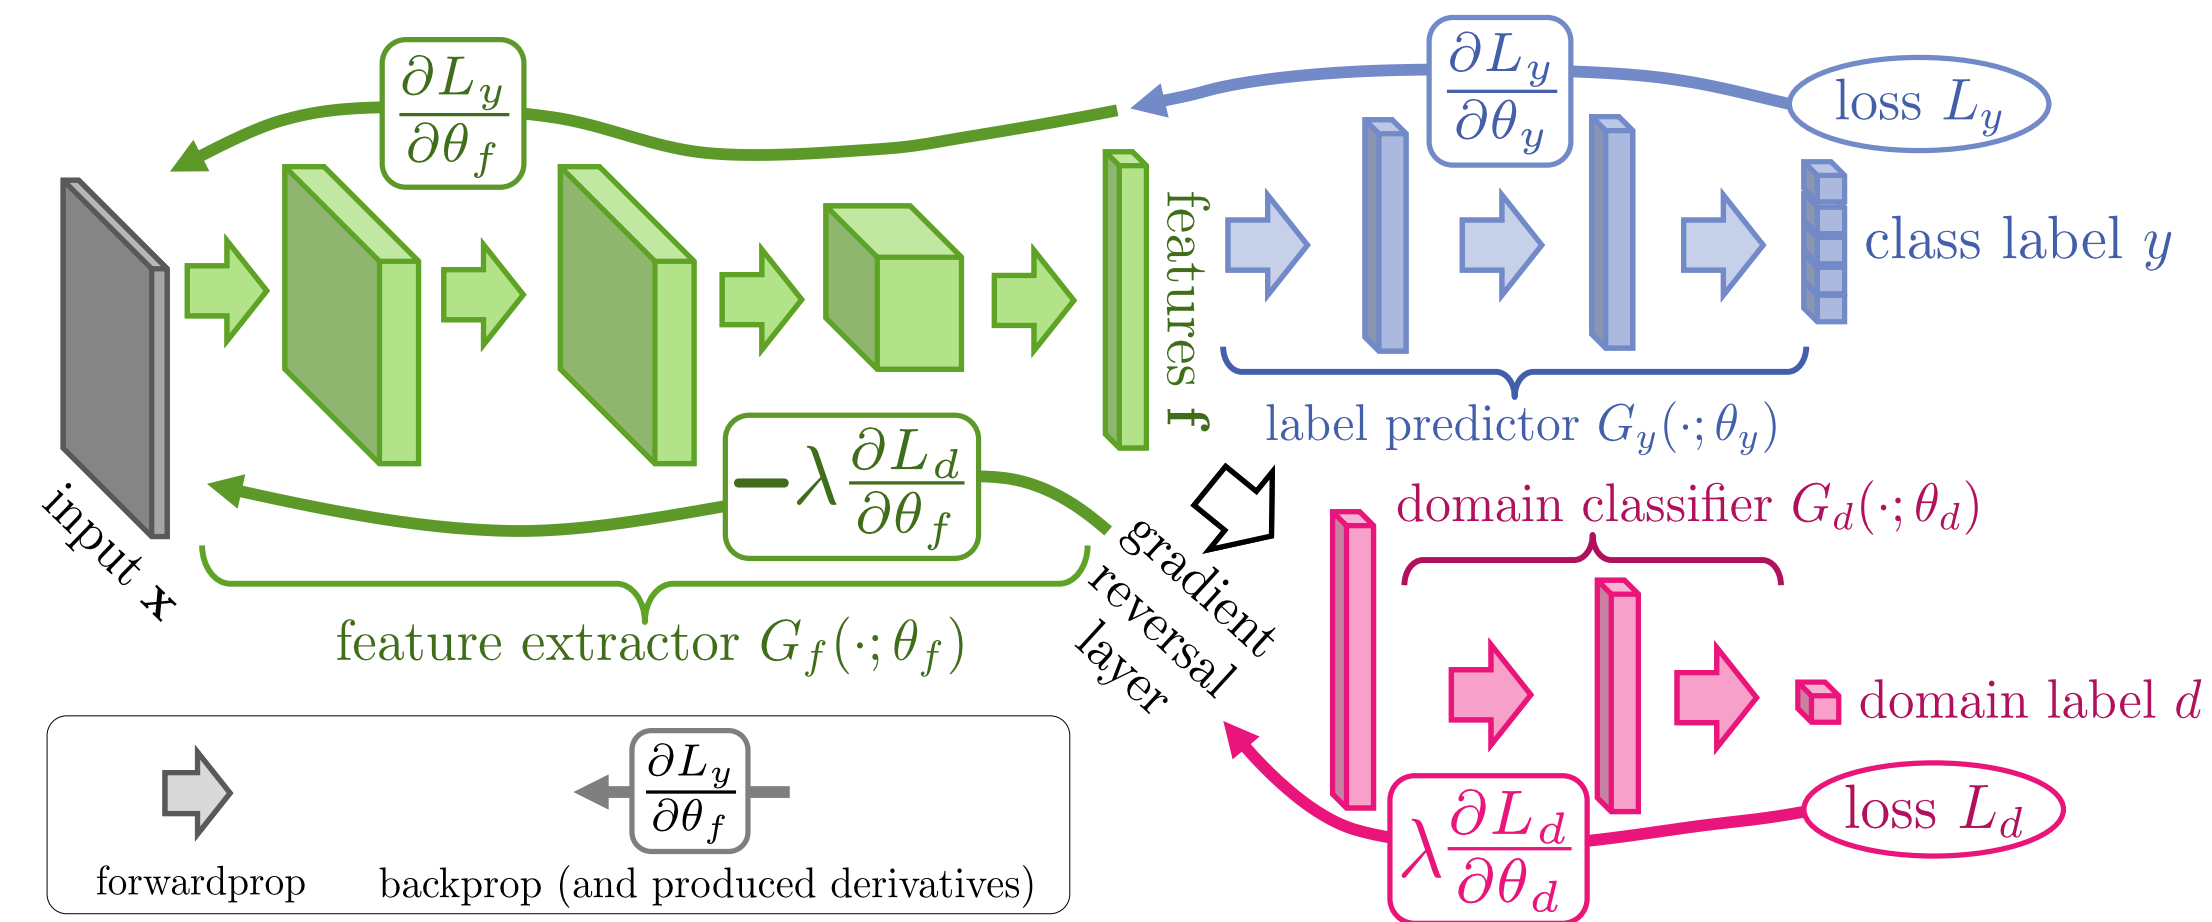 ∂L_y/∂θ_f
∂L_y/∂θ_y
loss L_y
features f
class label y
label predictor G_y(·; θ_y)
−λ ∂L_d/∂θ_f
input x
domain classifier G_d(·; θ_d)
gradient
reversal
layer
feature extractor G_f(·; θ_f)
domain label d
λ ∂L_d/∂θ_d
loss L_d
∂L_y/∂θ_f
forwardprop
backprop (and produced derivatives)